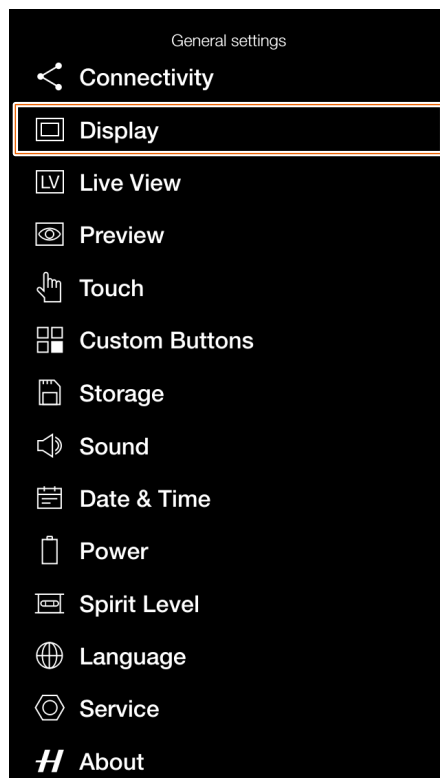 General settings
Connectivity
Display
LV Live View
Preview
Touch
Custom Buttons
Storage
Sound
Date & Time
Power
Spirit Level
Language
Service
H About